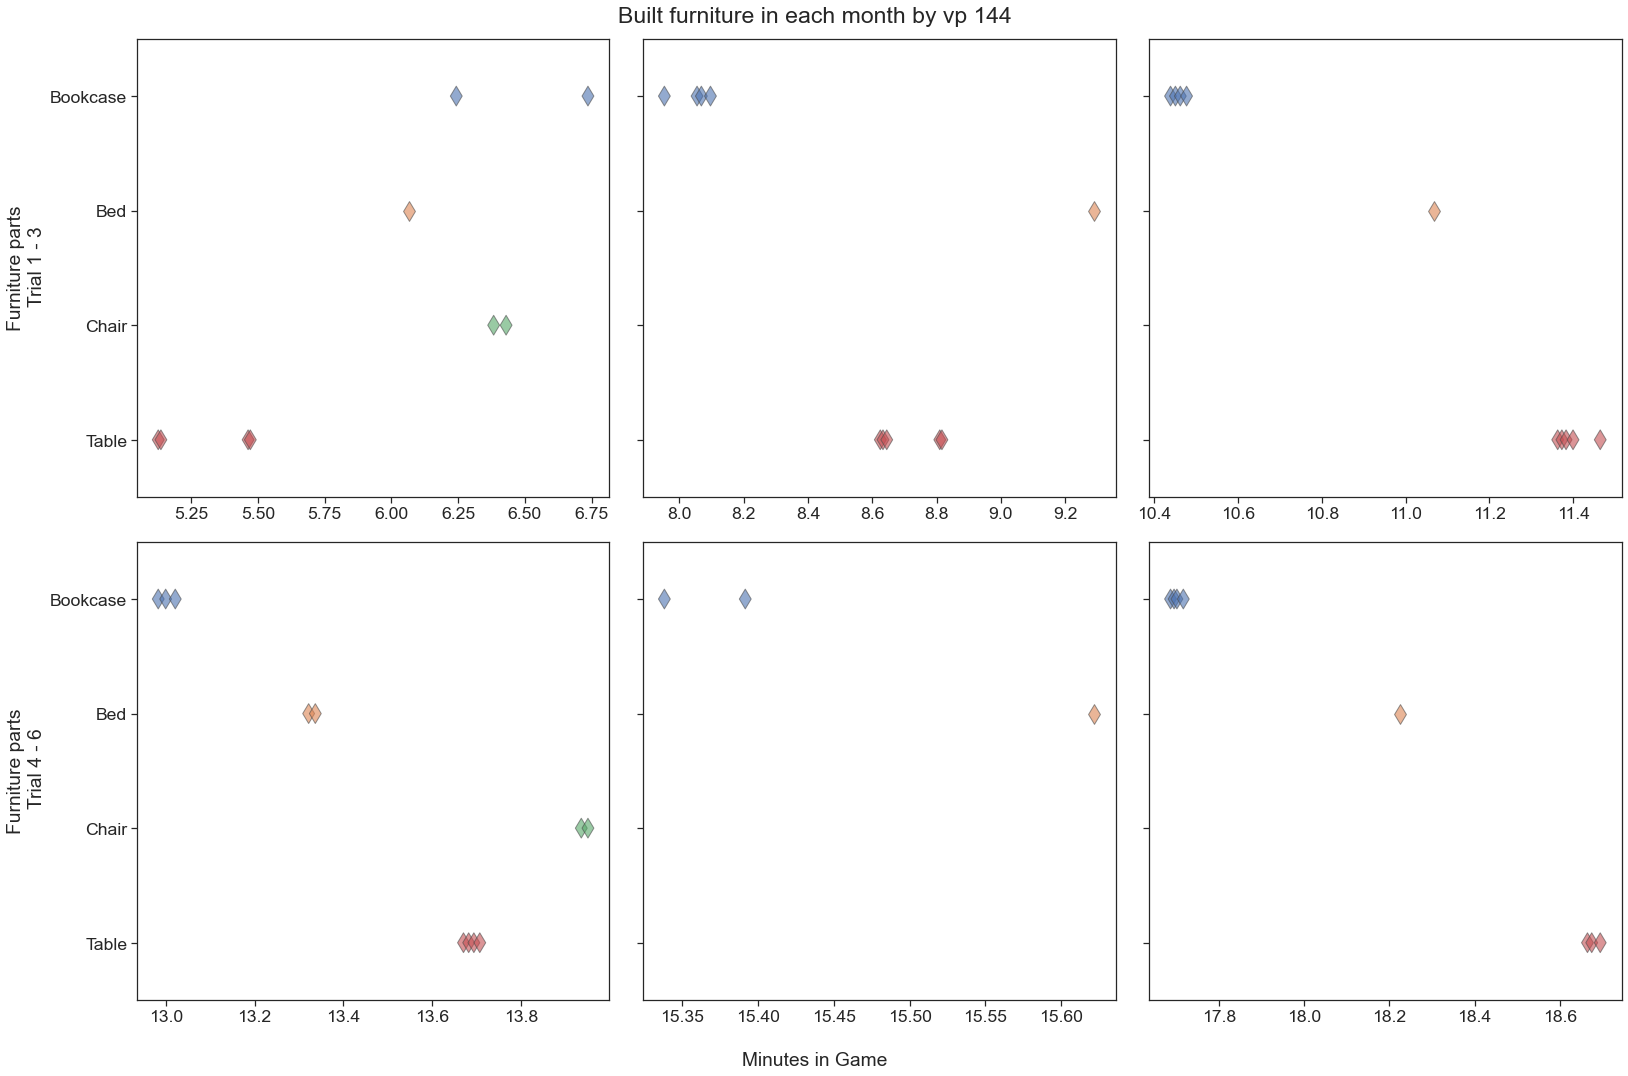 Built furniture in each month by vp 144
Furniture parts
Trial 1 - 3
Bookcase
Bed
Chair
Table
5.25 5.50 5.75 6.00 6.25 6.50 6.75
8.0 8.2 8.4 8.6 8.8 9.0 9.2
10.4 10.6 10.8 11.0 11.2 11.4
Furniture parts
Trial 4 - 6
Bookcase
Bed
Chair
Table
13.0 13.2 13.4 13.6 13.8
15.35 15.40 15.45 15.50 15.55 15.60
17.8 18.0 18.2 18.4 18.6
Minutes in Game